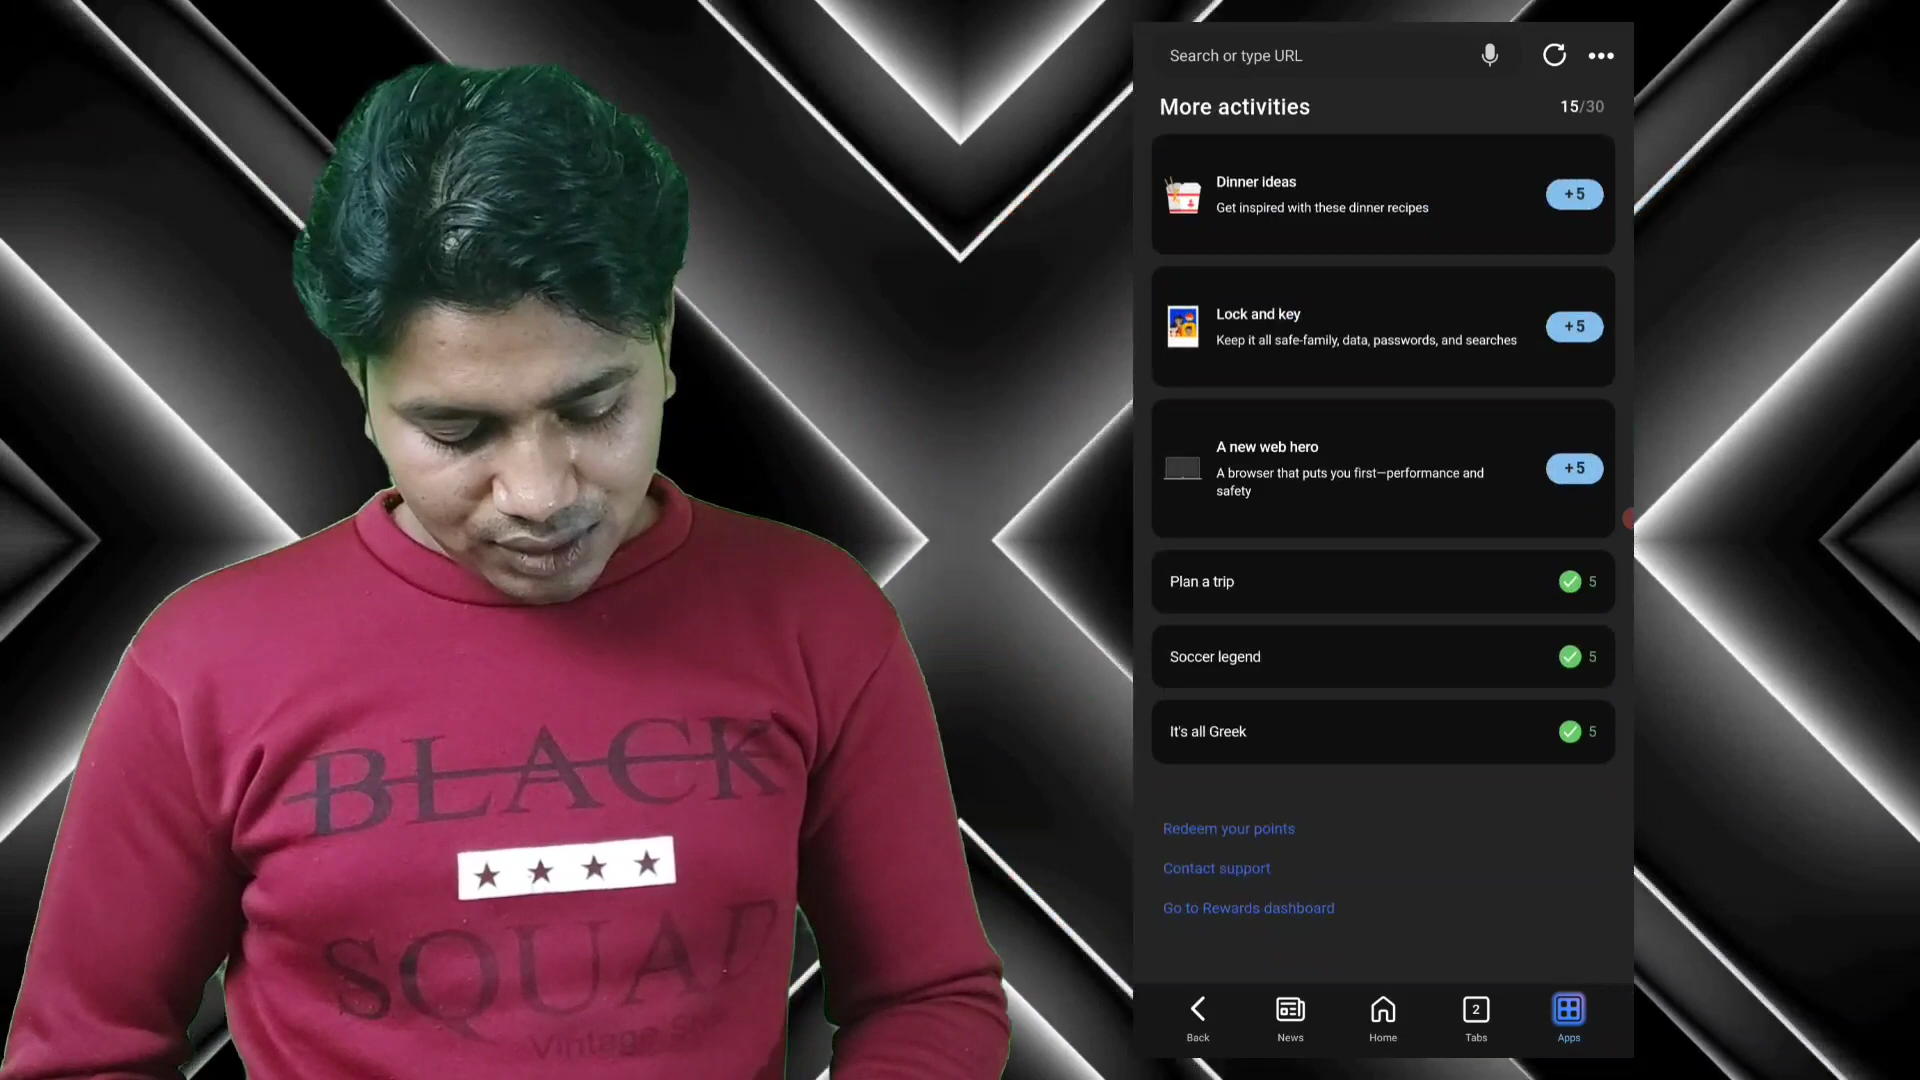 Search or type URL
More activities
15/30
Dinner ideas
Get inspired with these dinner recipes
+5
Lock and key
Keep it all safe-family, data, passwords, and searches
+5
A new web hero
A browser that puts you first—performance and
safety
+5
Plan a trip
5
Soccer legend
5
It's all Greek
5
Redeem your points
Contact support
Go to Rewards dashboard
Back
News
Home
2
Tabs
Apps
BLACK
SQUAD
Vintage